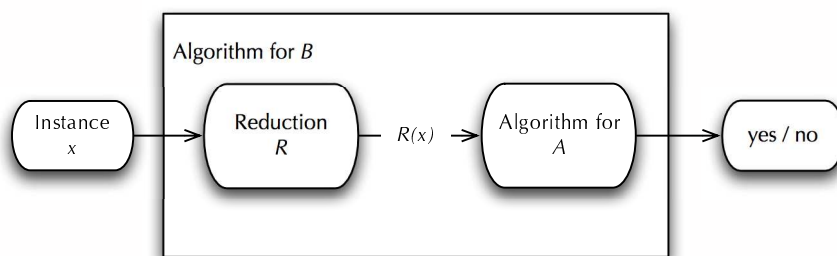 Algorithm for B
Instance
x
Reduction
R
R(x)
Algorithm for
A
yes / no